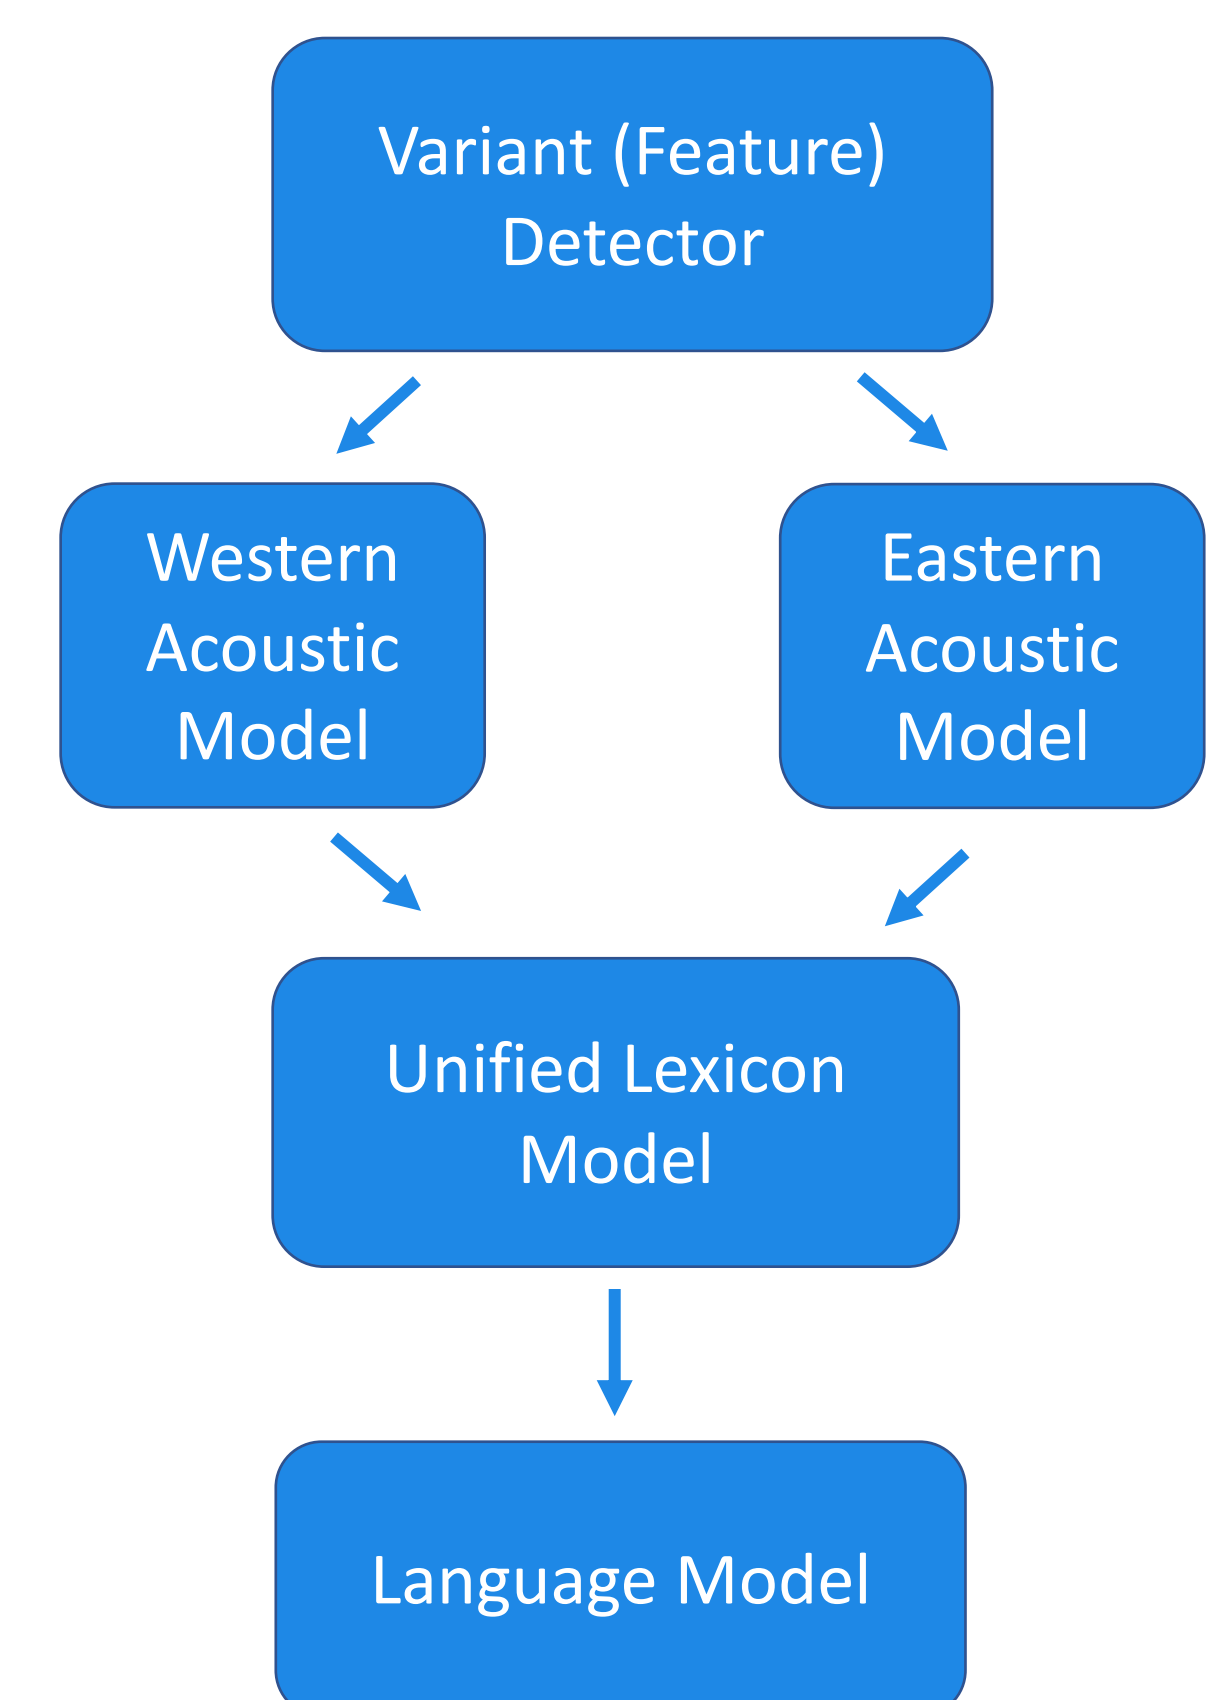 Variant (Feature)
Detector
Western
Acoustic
Model
Eastern
Acoustic
Model
Unified Lexicon
Model
Language Model